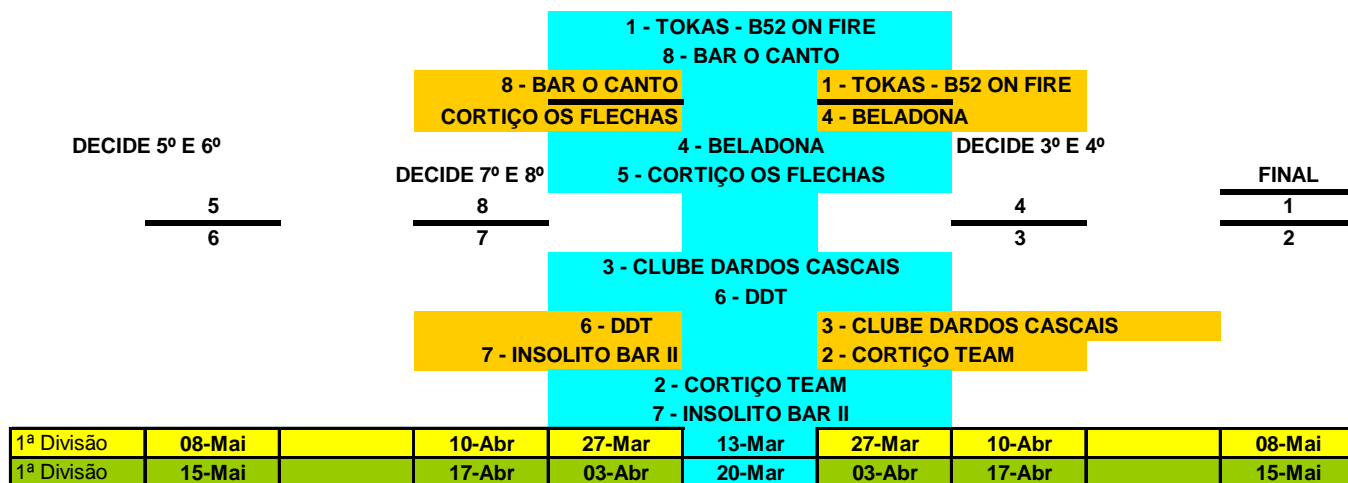 1 - TOKAS - B52 ON FIRE
8 - BAR O CANTO
8 - BAR O CANTO 1 - TOKAS - B52 ON FIRE
CORTIÇO OS FLECHAS 4 - BELADONA
DECIDE 5º E 6º 4 - BELADONA DECIDE 3º E 4º
DECIDE 7º E 8º 5 - CORTIÇO OS FLECHAS FINAL
5 8 4 1
6 7 3 2
3 - CLUBE DARDOS CASCAIS
6 - DDT
6 - DDT 3 - CLUBE DARDOS CASCAIS
7 - INSOLITO BAR II 2 - CORTIÇO TEAM
2 - CORTIÇO TEAM
7 - INSOLITO BAR II
1ª Divisão 08-Mai 10-Abr 27-Mar 13-Mar 27-Mar 10-Abr 08-Mai
1ª Divisão 15-Mai 17-Abr 03-Abr 20-Mar 03-Abr 17-Abr 15-Mai